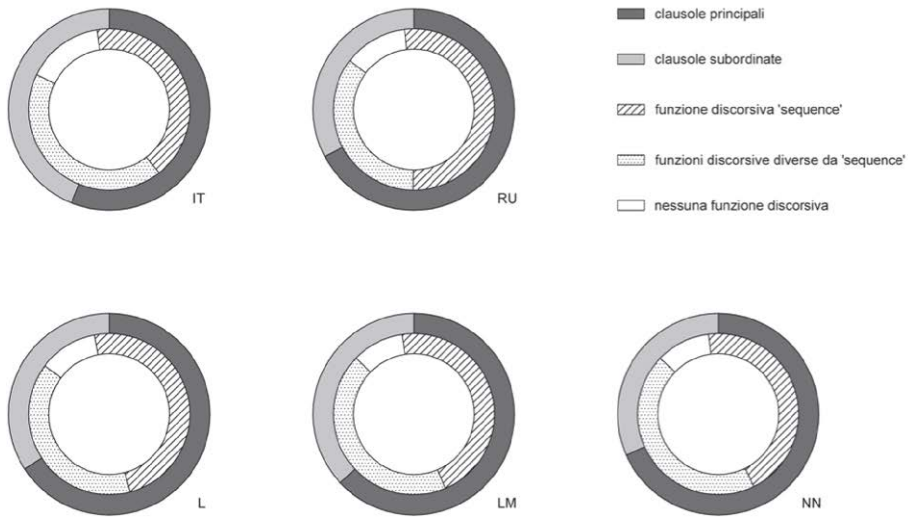 clausole principali
clausole subordinate
funzione discorsiva 'sequence'
funzioni discorsive diverse da 'sequence'
nessuna funzione discorsiva
IT
RU
L
LM
NN